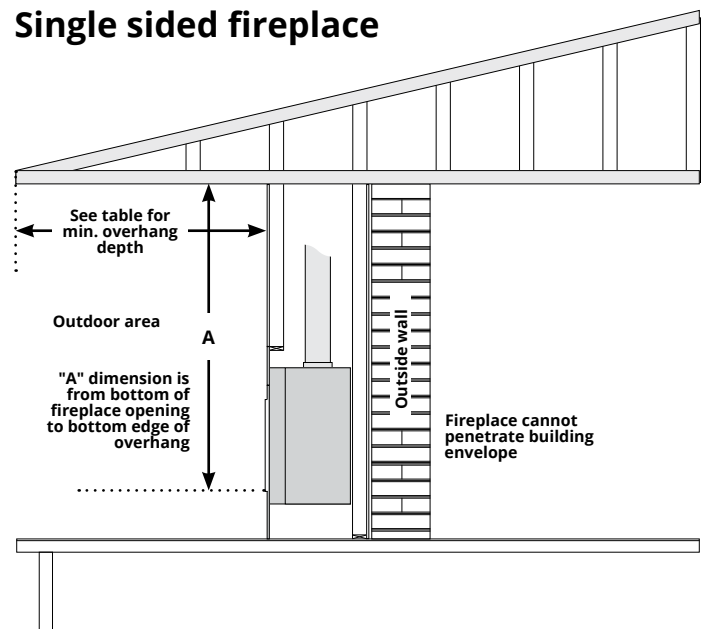 Single sided fireplace
See table for
min. overhang
depth
Outdoor area
A
"A" dimension is
from bottom of
fireplace opening
to bottom edge of
overhang
Outside wall
Fireplace cannot
penetrate building
envelope